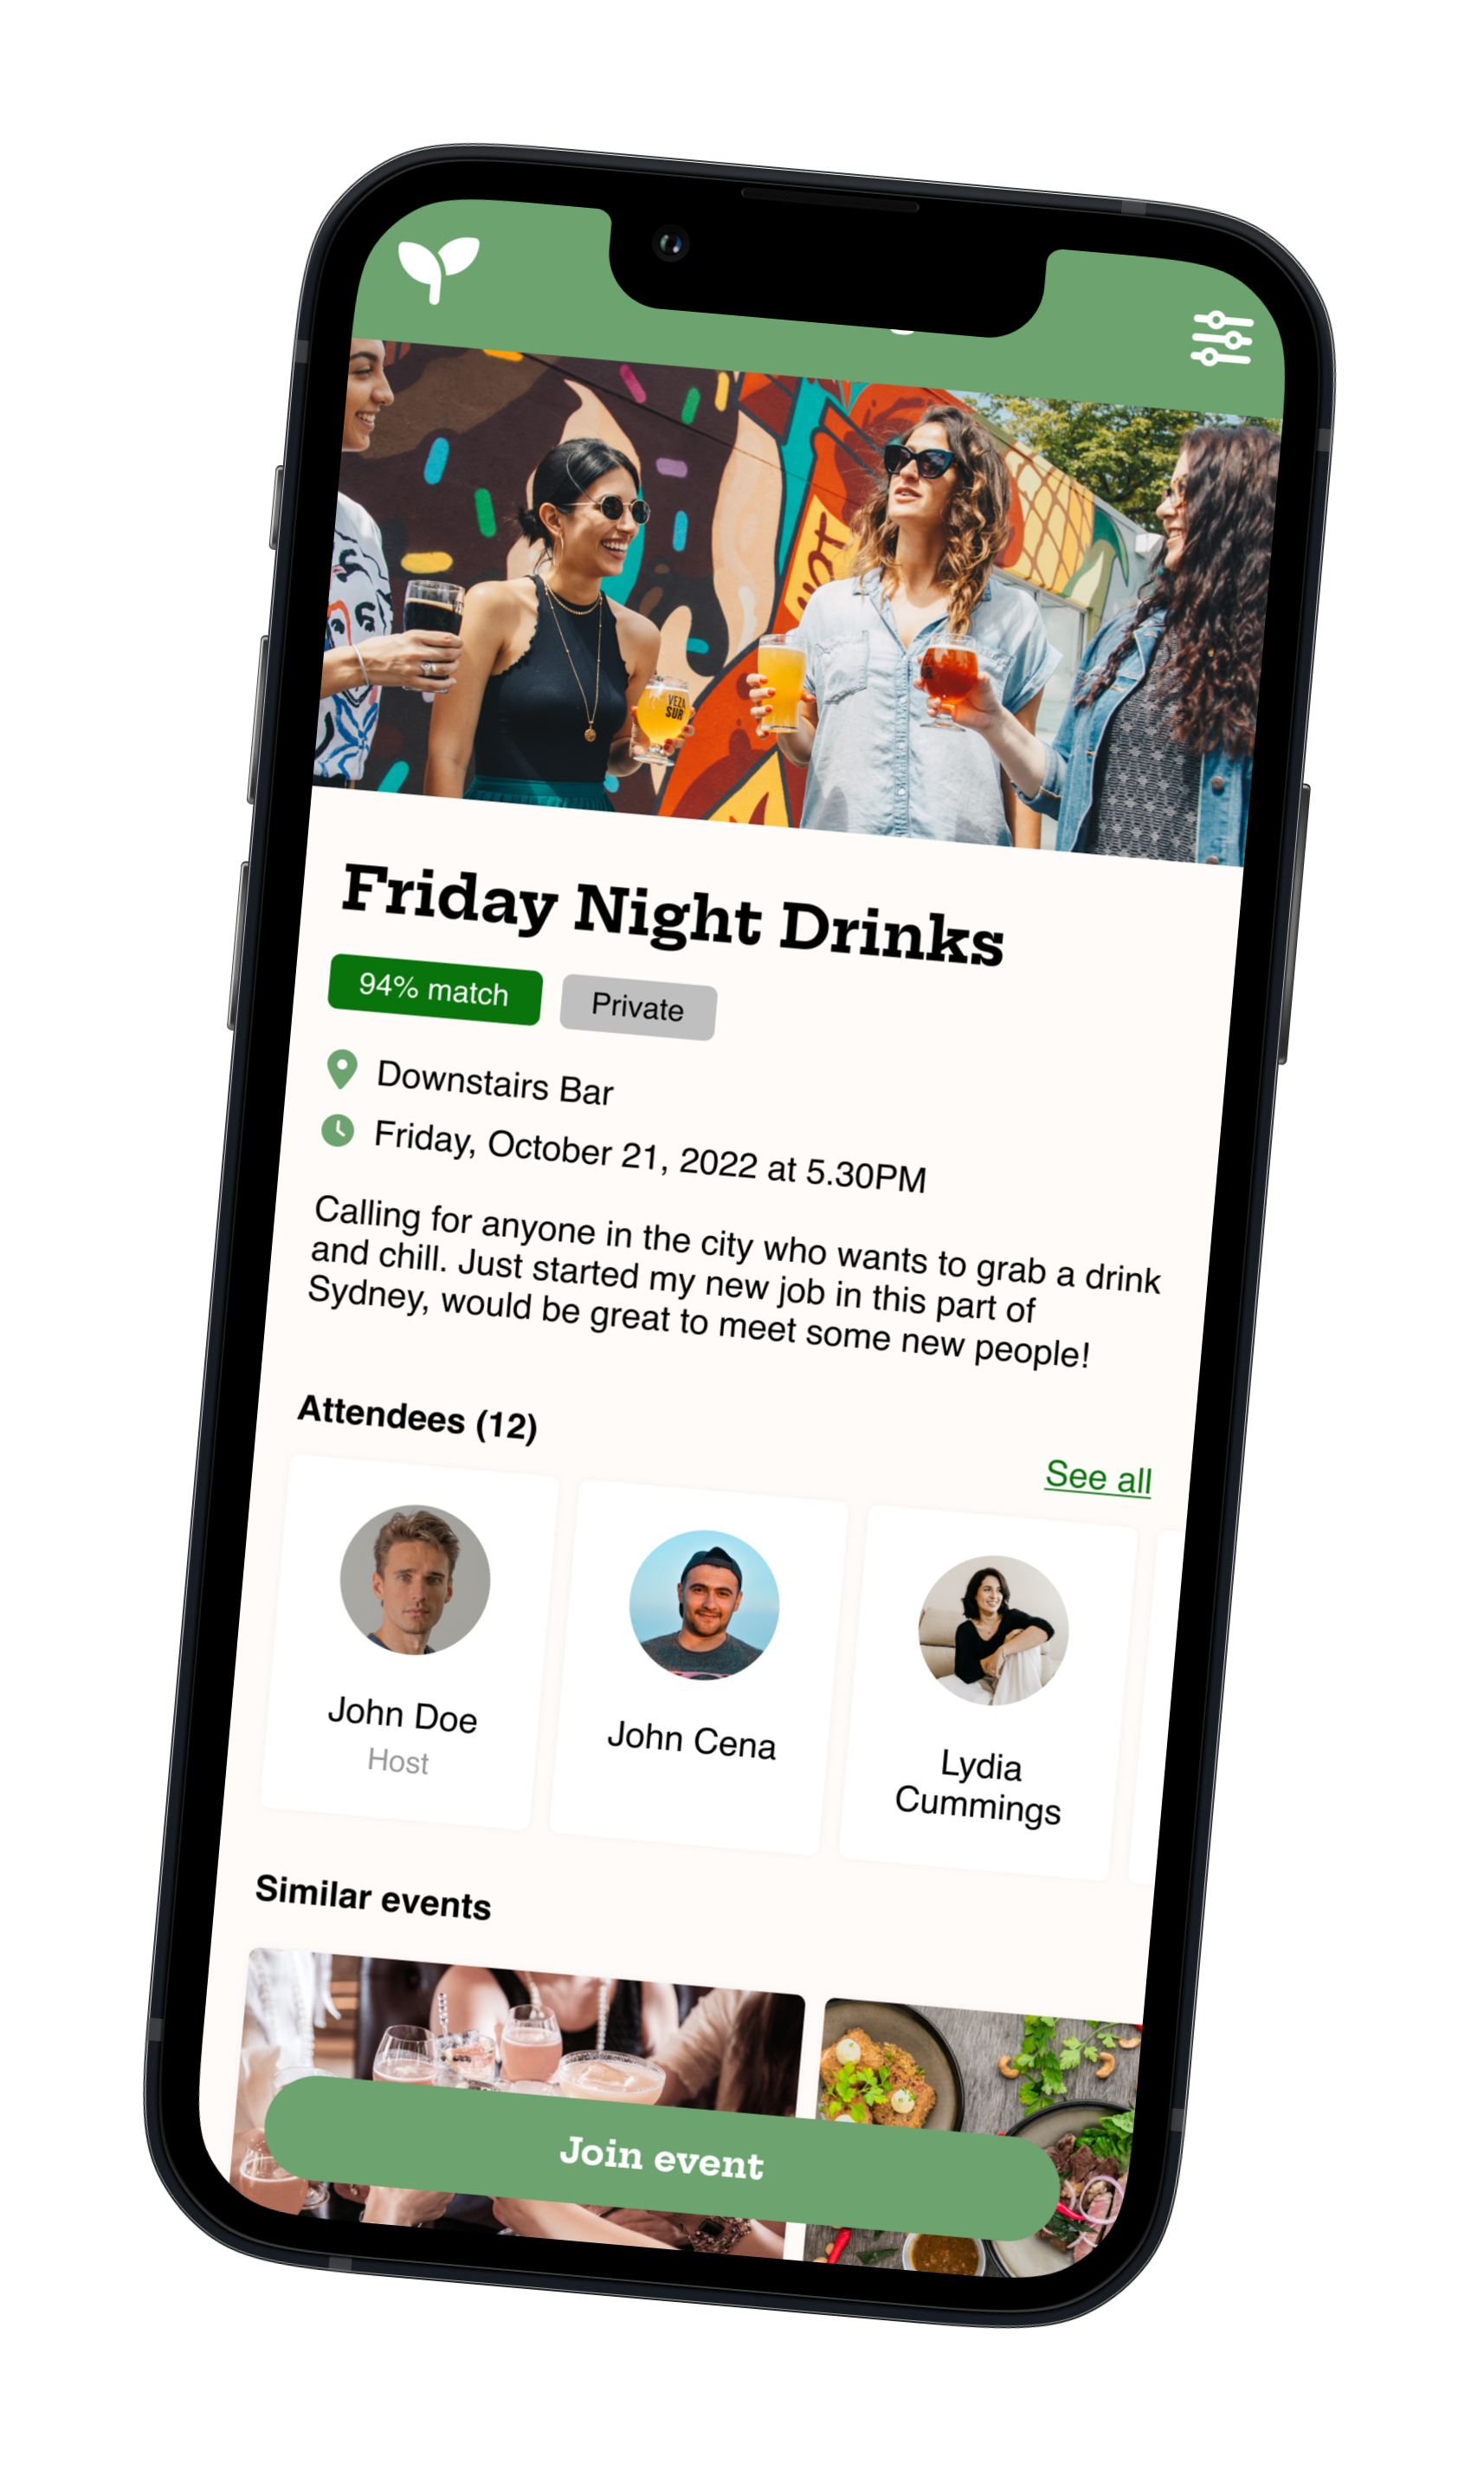 HOT
VEZA
SUR
Friday Night Drinks
94% match
Private
Downstairs Bar
Friday, October 21, 2022 at 5.30PM
Calling for anyone in the city who wants to grab a drink
and chill. Just started my new job in this part of
Sydney, would be great to meet some new people!
Attendees (12)
See all
John Doe
Host
John Cena
Lydia
Cummings
Similar events
Join event